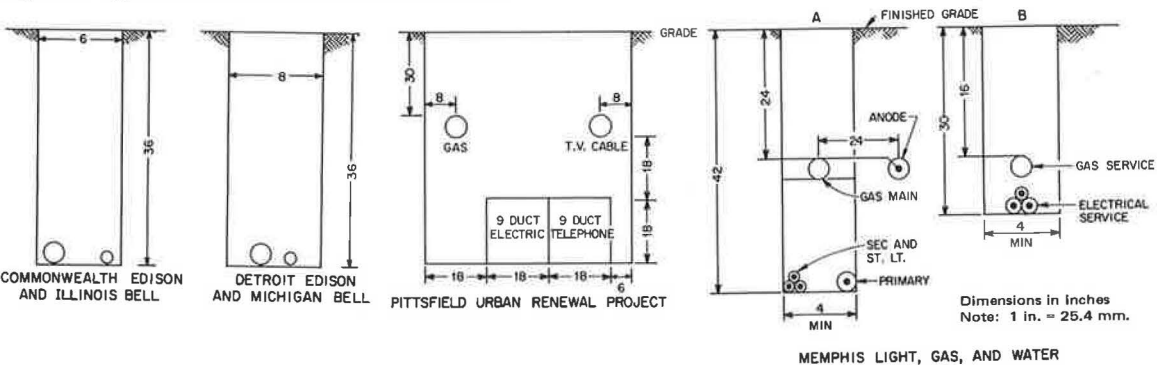 6
36
COMMONWEALTH EDISON
AND ILLINOIS BELL
8
36
DETROIT EDISON
AND MICHIGAN BELL
GRADE
30
8
8
GAS
T.V. CABLE
18
9 DUCT
ELECTRIC
9 DUCT
TELEPHONE
18
18
18
18
6
PITTSFIELD URBAN RENEWAL PROJECT
A
FINISHED GRADE
24
42
ANODE
24
GAS MAIN
SEC AND
ST. LT.
PRIMARY
4
MIN
B
16
30
GAS SERVICE
ELECTRICAL
SERVICE
4
MIN
Dimensions in inches
Note: 1 in. = 25.4 mm.
MEMPHIS LIGHT, GAS, AND WATER